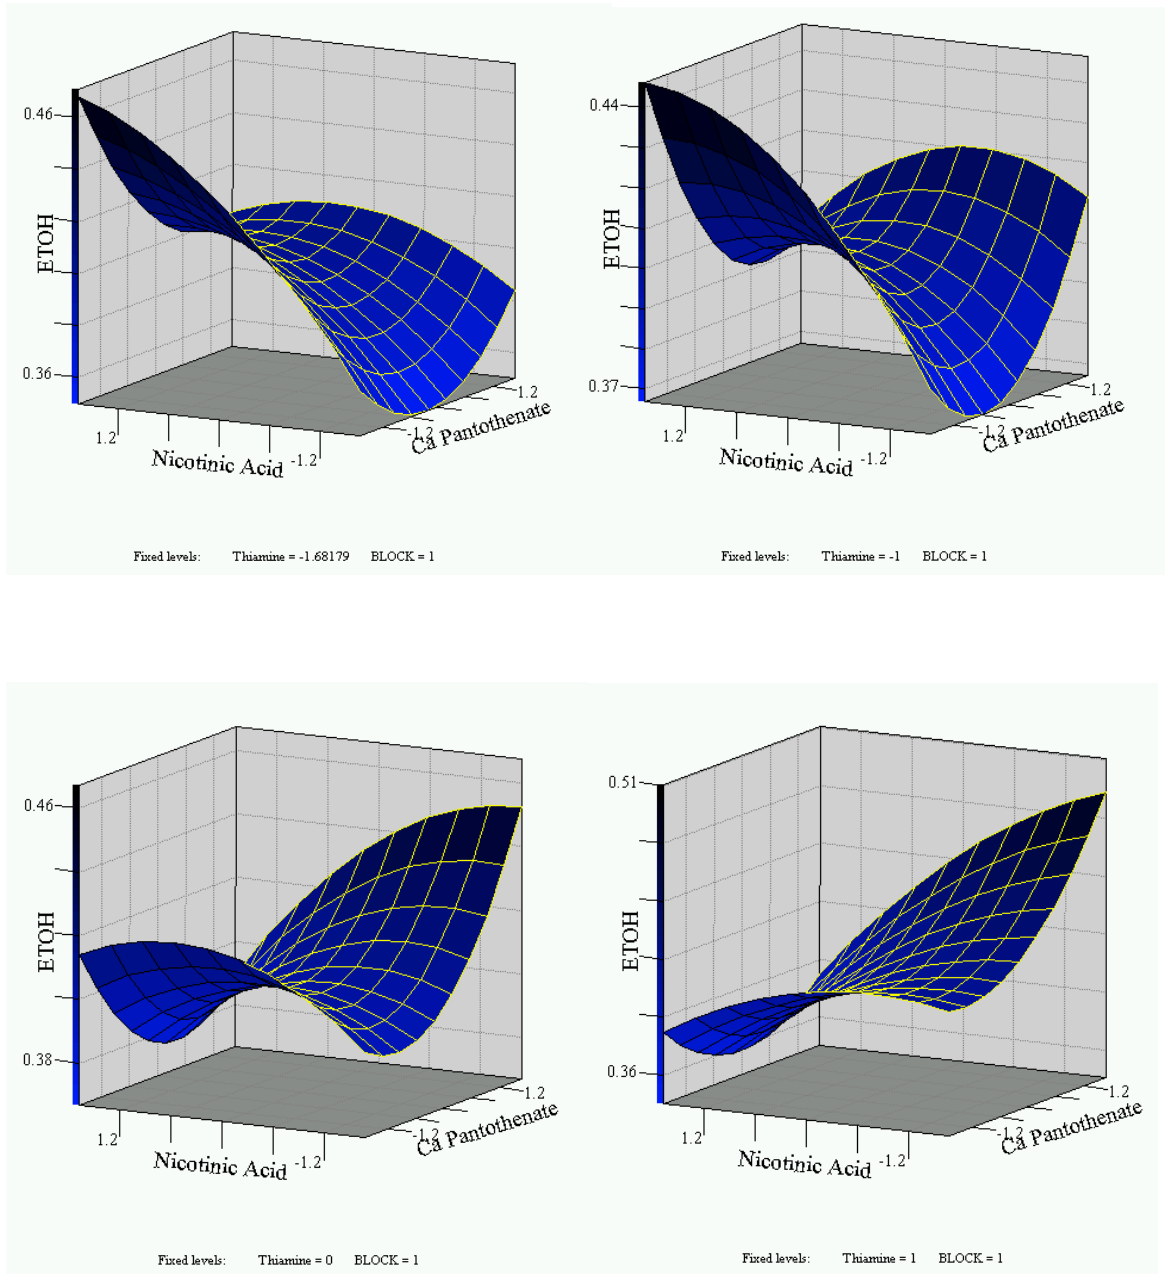 0.46
ETOH
0.36
1.2
Nicotinic Acid
-1.2
-1.2
Ca Pantothenate
1.2
Fixed levels: Thiamine = -1.68179 BLOCK = 1
0.44
ETOH
0.37
1.2
Nicotinic Acid
-1.2
-1.2
Ca Pantothenate
1.2
Fixed levels: Thiamine = -1 BLOCK = 1
0.46
ETOH
0.38
1.2
Nicotinic Acid
-1.2
-1.2
Ca Pantothenate
1.2
Fixed levels: Thiamine = 0 BLOCK = 1
0.51
ETOH
0.36
1.2
Nicotinic Acid
-1.2
-1.2
Ca Pantothenate
1.2
Fixed levels: Thiamine = 1 BLOCK = 1